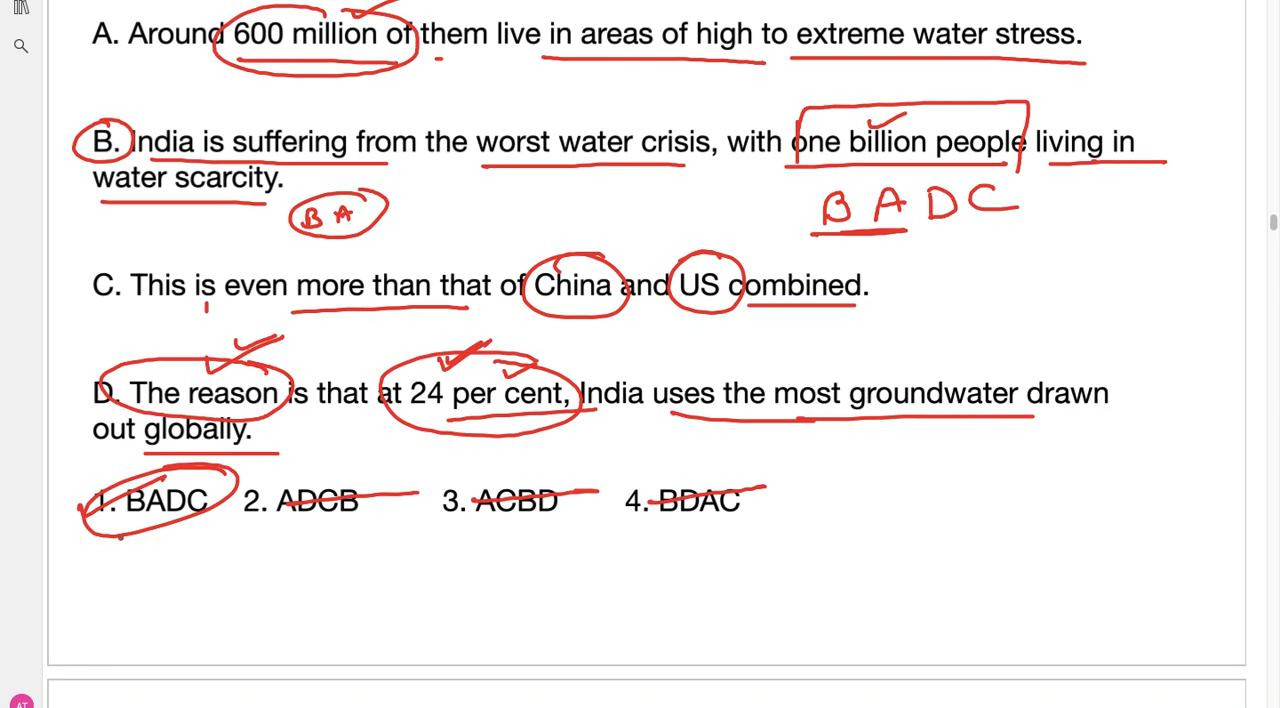 A. Around 600 million of them live in areas of high to extreme water stress.
B. India is suffering from the worst water crisis, with one billion people living in
water scarcity.
B A
B A D C
C. This is even more than that of China and US combined.
D. The reason is that at 24 per cent, India uses the most groundwater drawn
out globally.
1. BADC 2. ADCB 3. ACBD 4. BDAC
AT